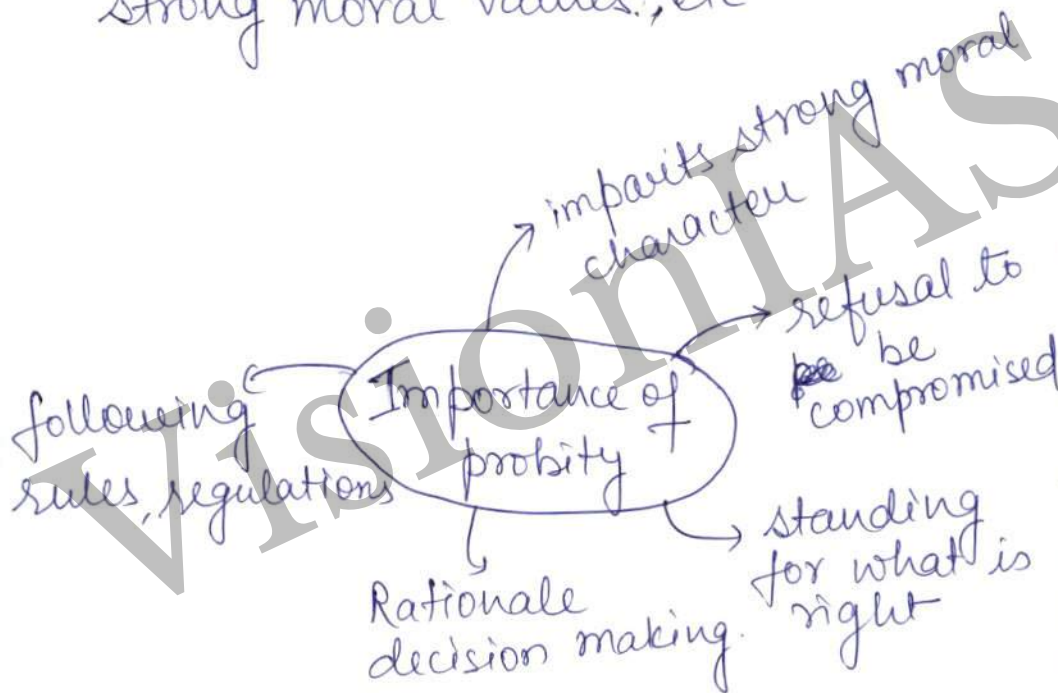 strong moral values., etc
imparts strong moral
character
refusal to
be
compromised
Importance of
probity
following
rules, regulations
standing
for what is
right
Rationale
decision making.
VisionIAS